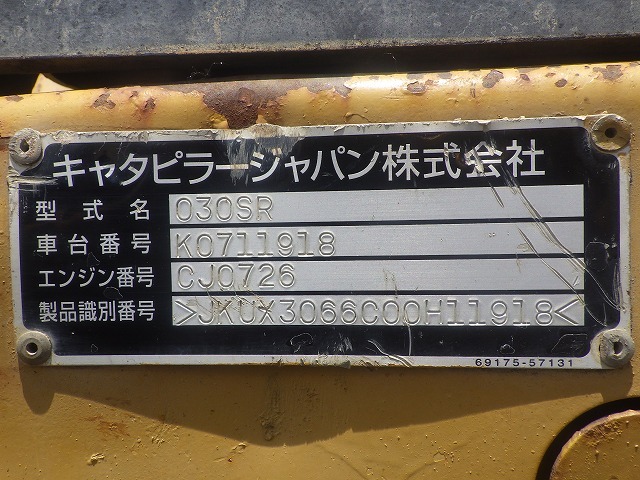 キャタピラージャパン株式会社
型式名 030SR
車台番号 K0711918
エンジン番号 CJ0726
製品識別番号 >JKUX3066C00H11918<
69175-57131